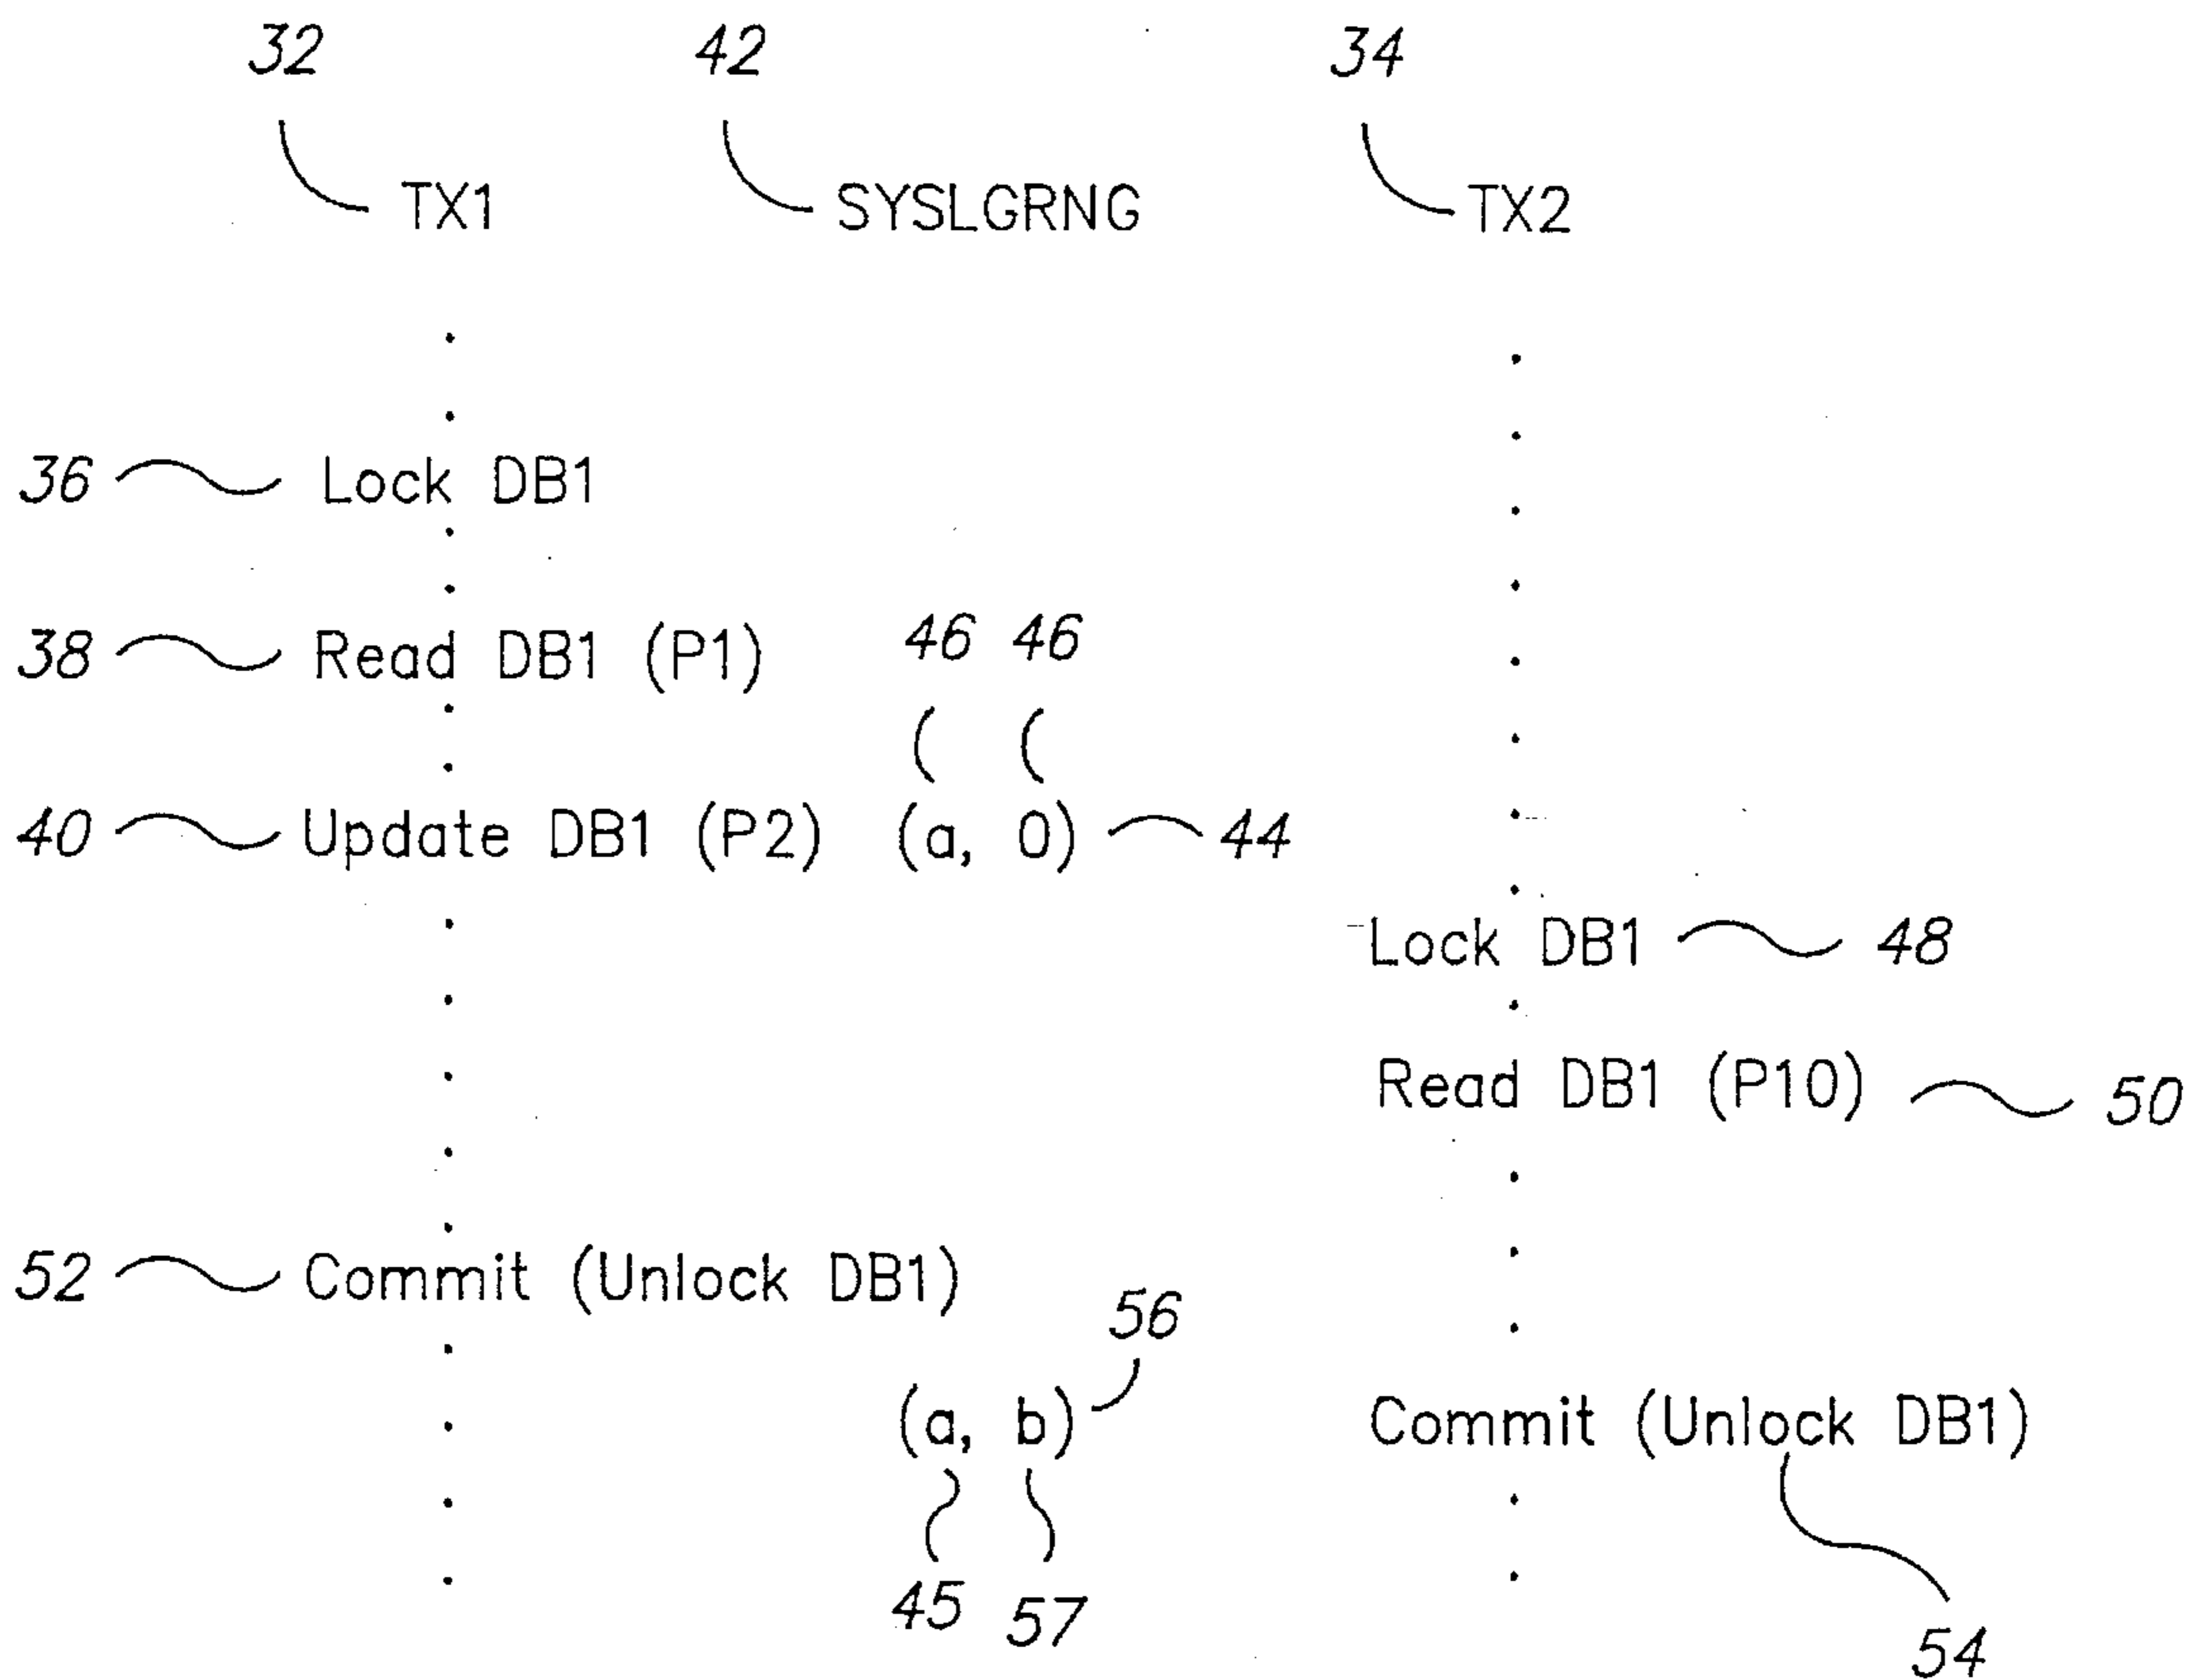 32 42 34
TX1 SYSLGRNG TX2
36 Lock DB1
38 Read DB1 (P1) 46 46
40 Update DB1 (P2) (a, 0) 44
Lock DB1 48
Read DB1 (P10) 50
52 Commit (Unlock DB1)
56
(a, b) Commit (Unlock DB1)
45 57
54